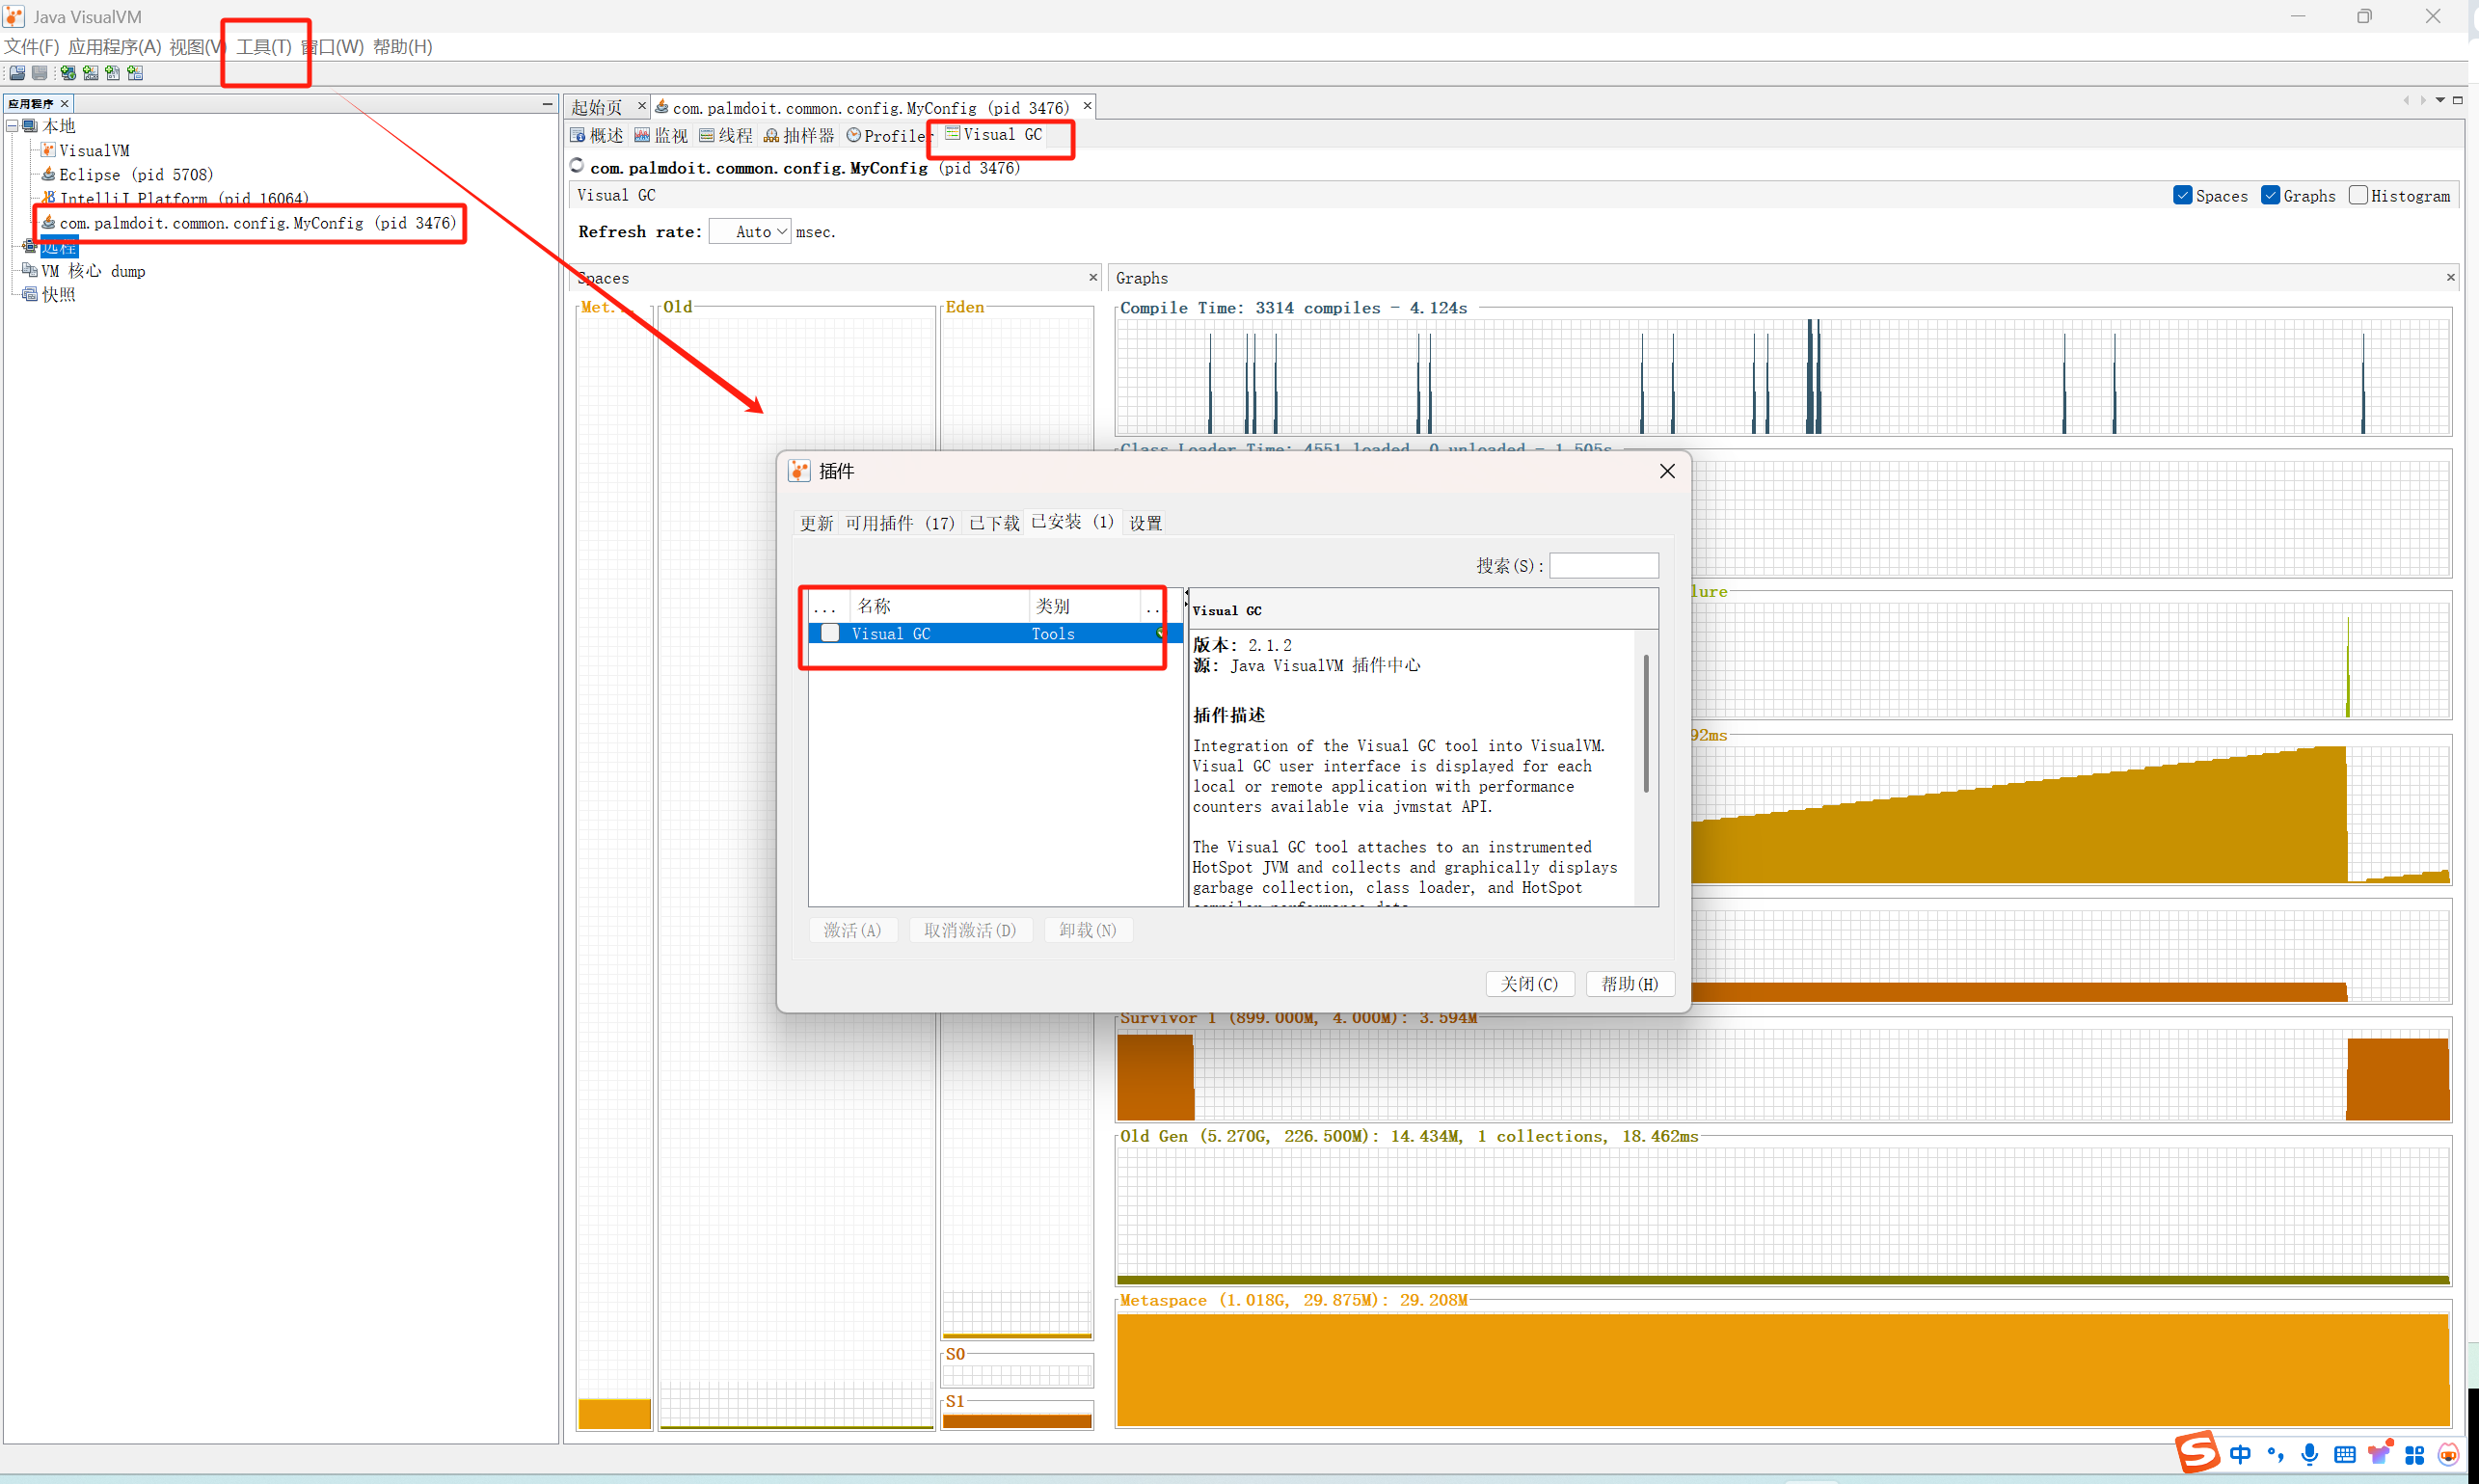 Java VisualVM
文件(F) 应用程序(A) 视图(V 工具(T) 窗口(W) 帮助(H)
应用程序
本地
VisualVM
Eclipse (pid 5708)
IntelliJ Platform (pid 16064)
com.palmdoit.common.config.MyConfig (pid 3476)
远程
VM 核心 dump
快照
起始页 com.palmdoit.common.config.MyConfig (pid 3476)
概述 监视 线程 抽样器 Profiler Visual GC
com.palmdoit.common.config.MyConfig (pid 3476)
Visual GC Spaces Graphs Histogram
Refresh rate: Auto msec.
Spaces
Met...
Old
Eden
S0
S1
Graphs
Compile Time: 3314 compiles - 4.124s
Class Loader Time: 4551 loaded, 0 unloaded - 1.505s
lure
92ms
Survivor 1 (899.000M, 4.000M): 3.594M
Old Gen (5.270G, 226.500M): 14.434M, 1 collections, 18.462ms
Metaspace (1.018G, 29.875M): 29.208M
插件
更新 可用插件 (17) 已下载 已安装 (1) 设置
搜索(S):
... 名称 类别 ..
Visual GC Tools
Visual GC
版本: 2.1.2
源: Java VisualVM 插件中心
插件描述
Integration of the Visual GC tool into VisualVM.
Visual GC user interface is displayed for each
local or remote application with performance
counters available via jvmstat API.
The Visual GC tool attaches to an instrumented
HotSpot JVM and collects and graphically displays
garbage collection, class loader, and HotSpot
compiler performance data.
激活(A) 取消激活(D) 卸载(N)
关闭(C) 帮助(H)
中